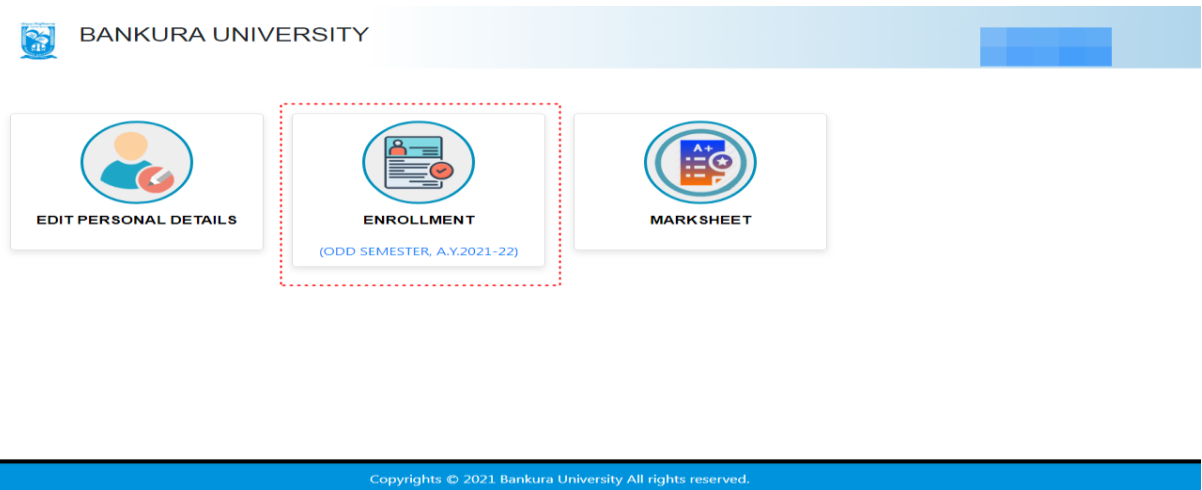 BANKURA UNIVERSITY
EDIT PERSONAL DETAILS
ENROLLMENT
(ODD SEMESTER, A.Y.2021-22)
A+
MARKSHEET
Copyrights © 2021 Bankura University All rights reserved.